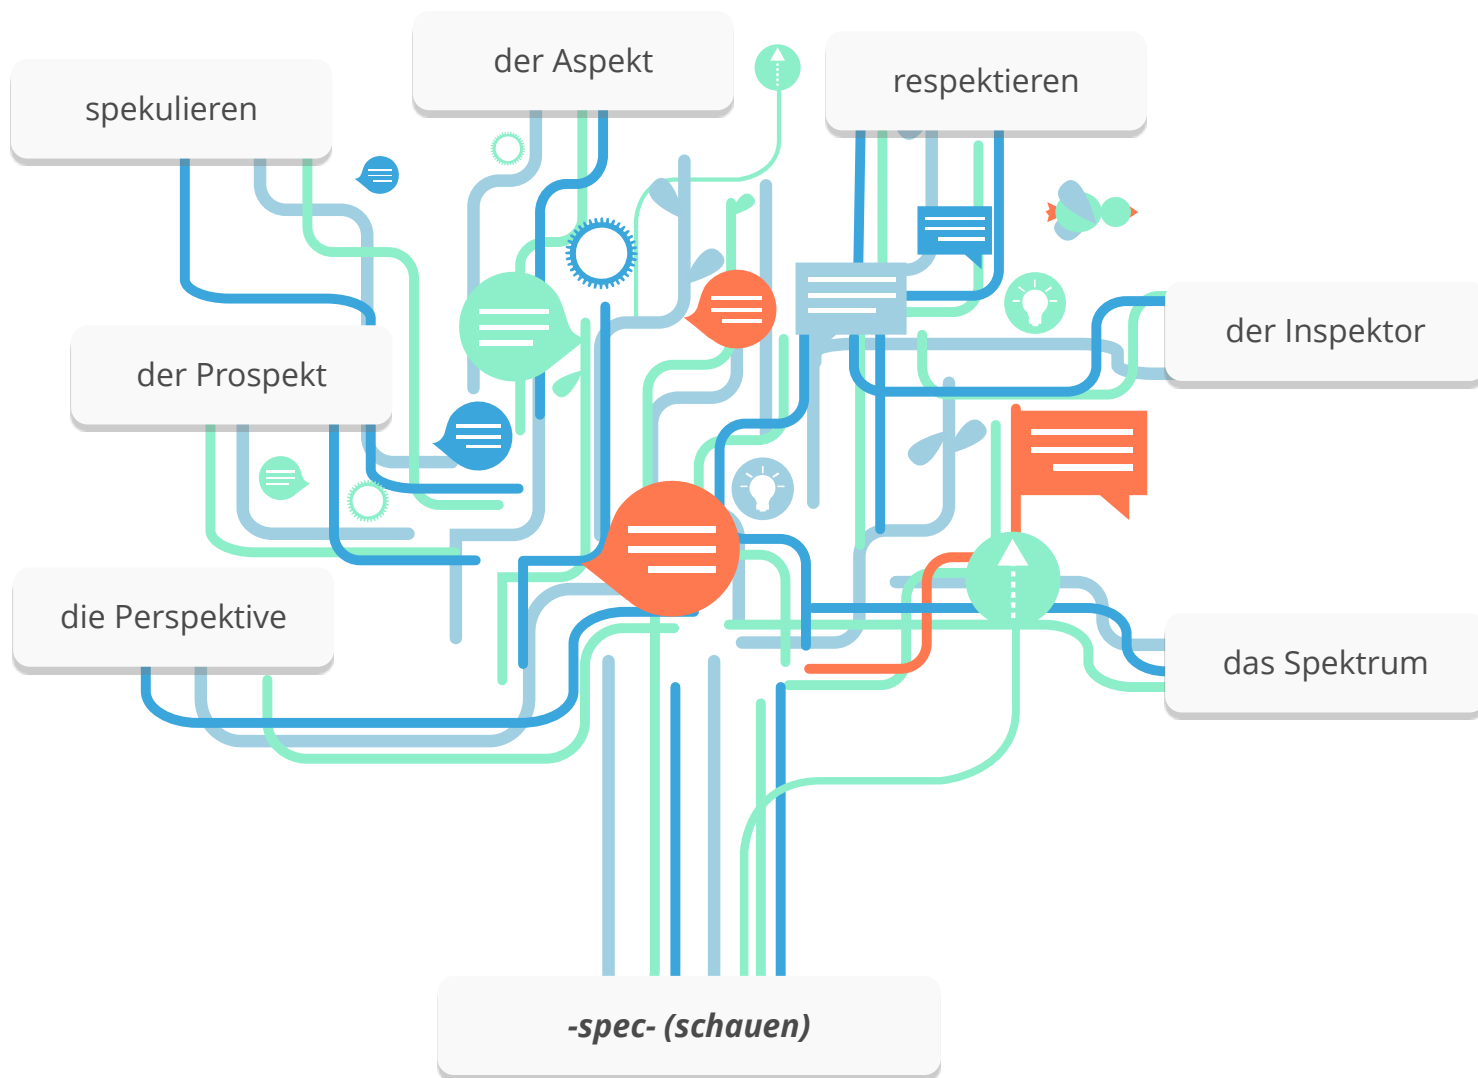 der Aspekt
respektieren
spekulieren
der Inspektor
der Prospekt
die Perspektive
das Spektrum
-spec- (schauen)